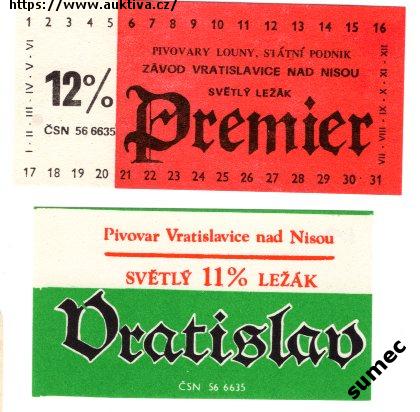 https://www.auktiva.cz/
1 2 3 4 5 6 7 8 9 10 11 12 13 14 15 16
PIVOVARY LOUNY, STÁTNÍ PODNIK
ZÁVOD VRATISLAVICE NAD NISOU
SVĚTLÝ LEŽÁK
12%
Premier
ČSN 56 6635
I - II - III - IV - V - VI
VII - VIII - IX - X - XI - XII
17 18 19 20 21 22 23 24 25 26 27 28 29 30 31
Pivovar Vratislavice nad Nisou
SVĚTLÝ 11% LEŽÁK
Vratislav
ČSN 56 6635
sumec